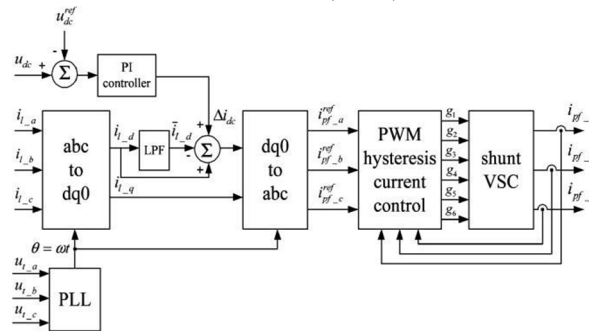 u_dc^ref
u_dc
-
+
Σ
PI
controller
Δi_dc
i_l_a
i_l_b
i_l_c
abc
to
dq0
i_l_d
LPF
i̅_l_d
+
-
+
Σ
i_l_q
dq0
to
abc
i_pf_a^ref
i_pf_b^ref
i_pf_c^ref
PWM
hysteresis
current
control
g₁
g₂
g₃
g₄
g₅
g₆
shunt
VSC
i_pf_
i_pf_
i_pf_
θ = ωt
u_t_a
u_t_b
u_t_c
PLL